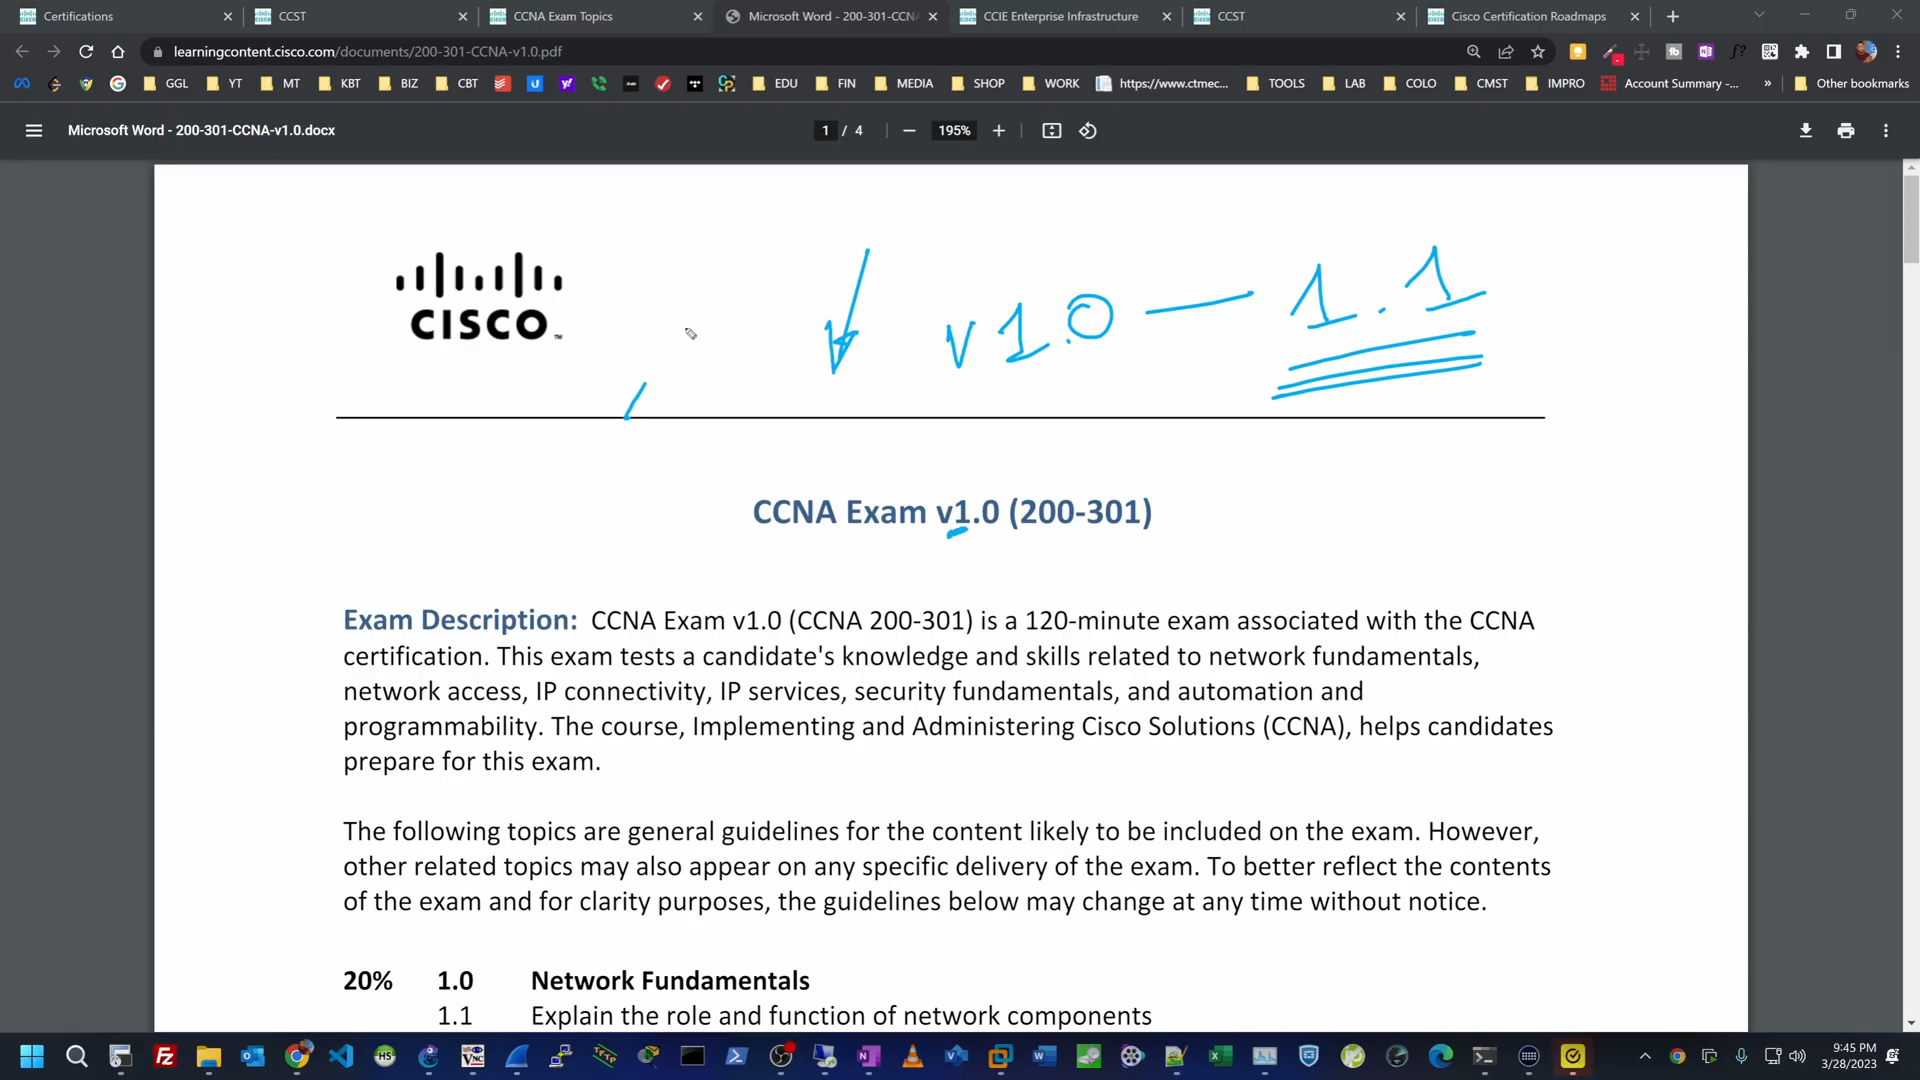 Certifications
CCST
CCNA Exam Topics
Microsoft Word - 200-301-CCNA
CCIE Enterprise Infrastructure
CCST
Cisco Certification Roadmaps
learningcontent.cisco.com/documents/200-301-CCNA-v1.0.pdf
GGL
YT
MT
KBT
BIZ
CBT
EDU
FIN
MEDIA
SHOP
WORK
https://www.ctmec...
TOOLS
LAB
COLO
CMST
IMPRO
Account Summary -...
»
Other bookmarks
Microsoft Word - 200-301-CCNA-v1.0.docx
1 / 4
195%
CISCO
v1.0 — 1.1
CCNA Exam v1.0 (200-301)
Exam Description: CCNA Exam v1.0 (CCNA 200-301) is a 120-minute exam associated with the CCNA
certification. This exam tests a candidate's knowledge and skills related to network fundamentals,
network access, IP connectivity, IP services, security fundamentals, and automation and
programmability. The course, Implementing and Administering Cisco Solutions (CCNA), helps candidates
prepare for this exam.
The following topics are general guidelines for the content likely to be included on the exam. However,
other related topics may also appear on any specific delivery of the exam. To better reflect the contents
of the exam and for clarity purposes, the guidelines below may change at any time without notice.
20% 1.0 Network Fundamentals
1.1 Explain the role and function of network components
9:45 PM
3/28/2023